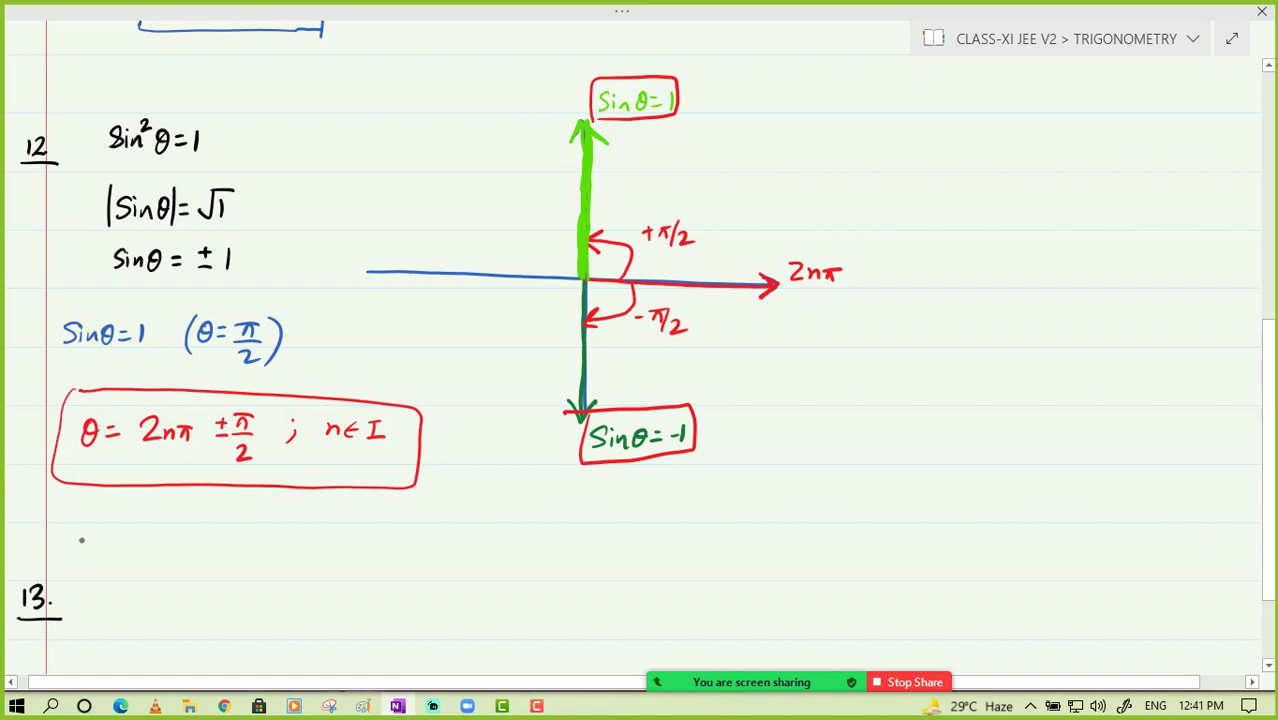 CLASS-XI JEE V2 > TRIGONOMETRY
12
Sin²θ=1
|Sinθ|=√1
Sinθ = ±1
Sinθ=1 (θ=π/2)
θ= 2nπ ±π/2 ; n∈I
Sinθ=1
+π/2
2nπ
-π/2
Sinθ=-1
13.
You are screen sharing
Stop Share
29°C Haze
ENG
12:41 PM